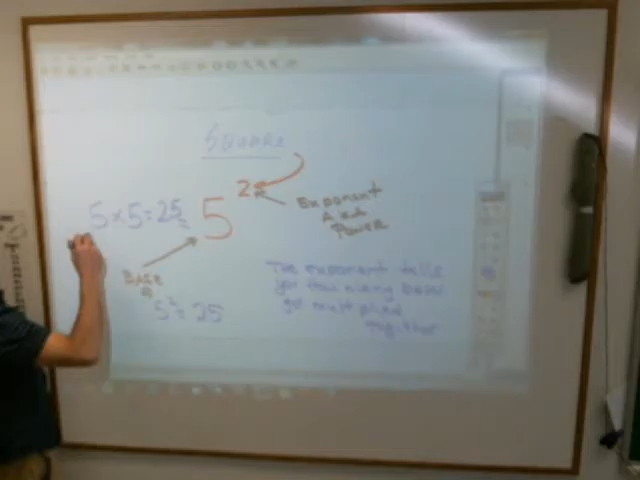 Square
5 x 5 = 25
5²
Exponent
AKA
Power
Base
5² = 25
The exponent tells
you how many bases
get multiplied
together